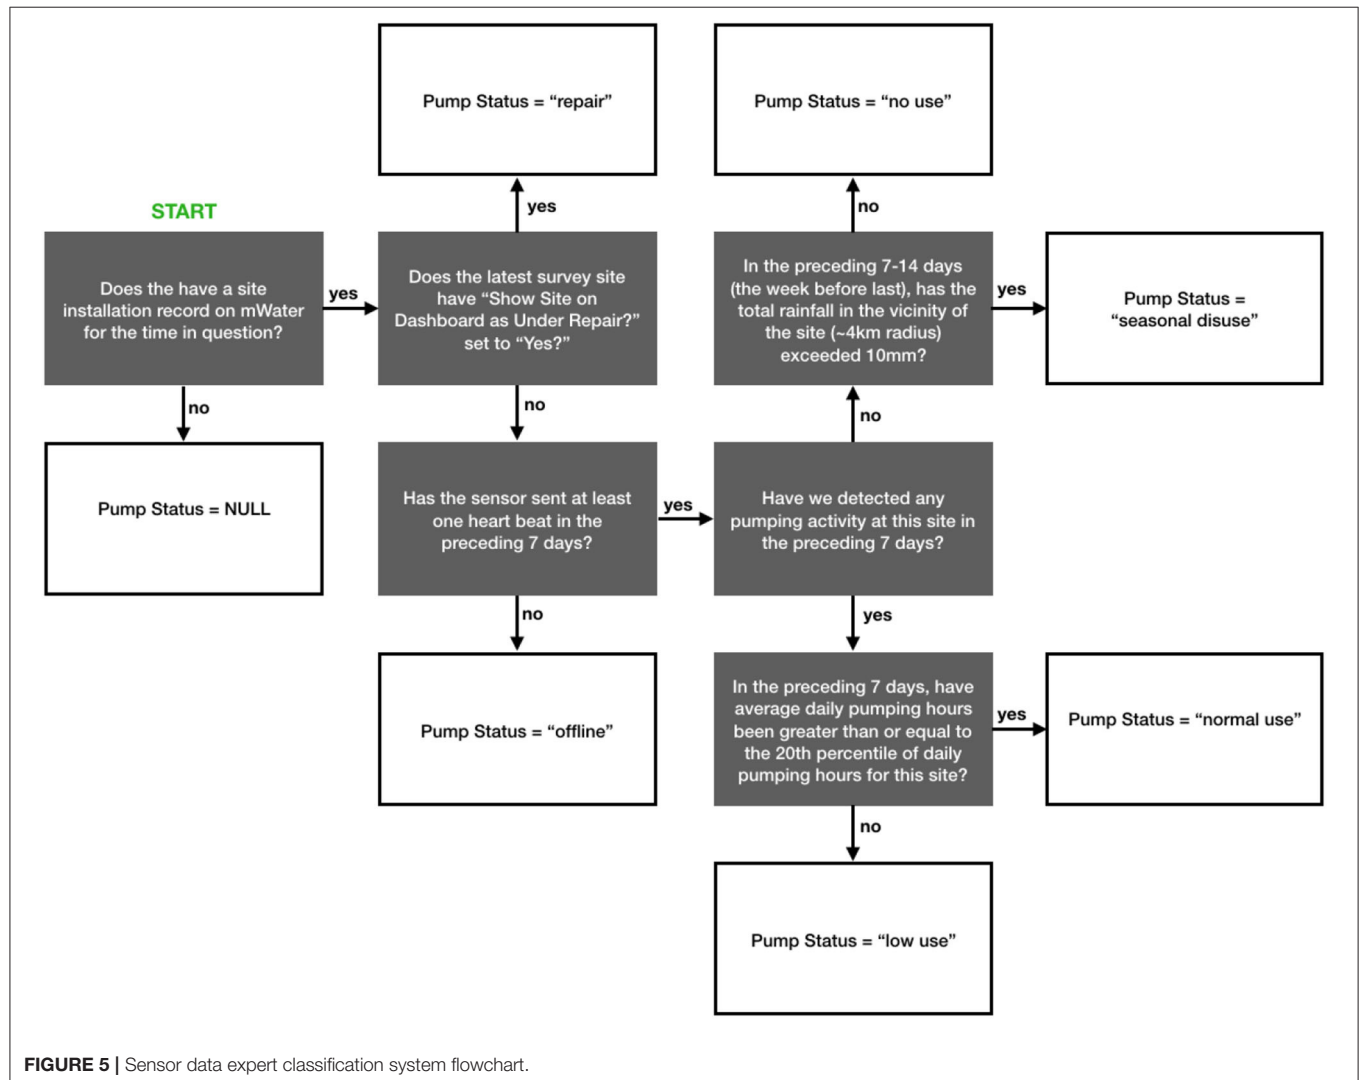 Pump Status = “repair”
Pump Status = “no use”
yes
no
START
Does the have a site
installation record on mWater
for the time in question?
yes
Does the latest survey site
have “Show Site on
Dashboard as Under Repair?”
set to “Yes?”
In the preceding 7-14 days
(the week before last), has the
total rainfall in the vicinity of
the site (~4km radius)
exceeded 10mm?
yes
Pump Status =
“seasonal disuse”
no
no
no
Pump Status = NULL
Has the sensor sent at least
one heart beat in the
preceding 7 days?
yes
Have we detected any
pumping activity at this site in
the preceding 7 days?
no
yes
Pump Status = “offline”
In the preceding 7 days, have
average daily pumping hours
been greater than or equal to
the 20th percentile of daily
pumping hours for this site?
yes
Pump Status = “normal use”
no
Pump Status = “low use”
FIGURE 5 | Sensor data expert classification system flowchart.